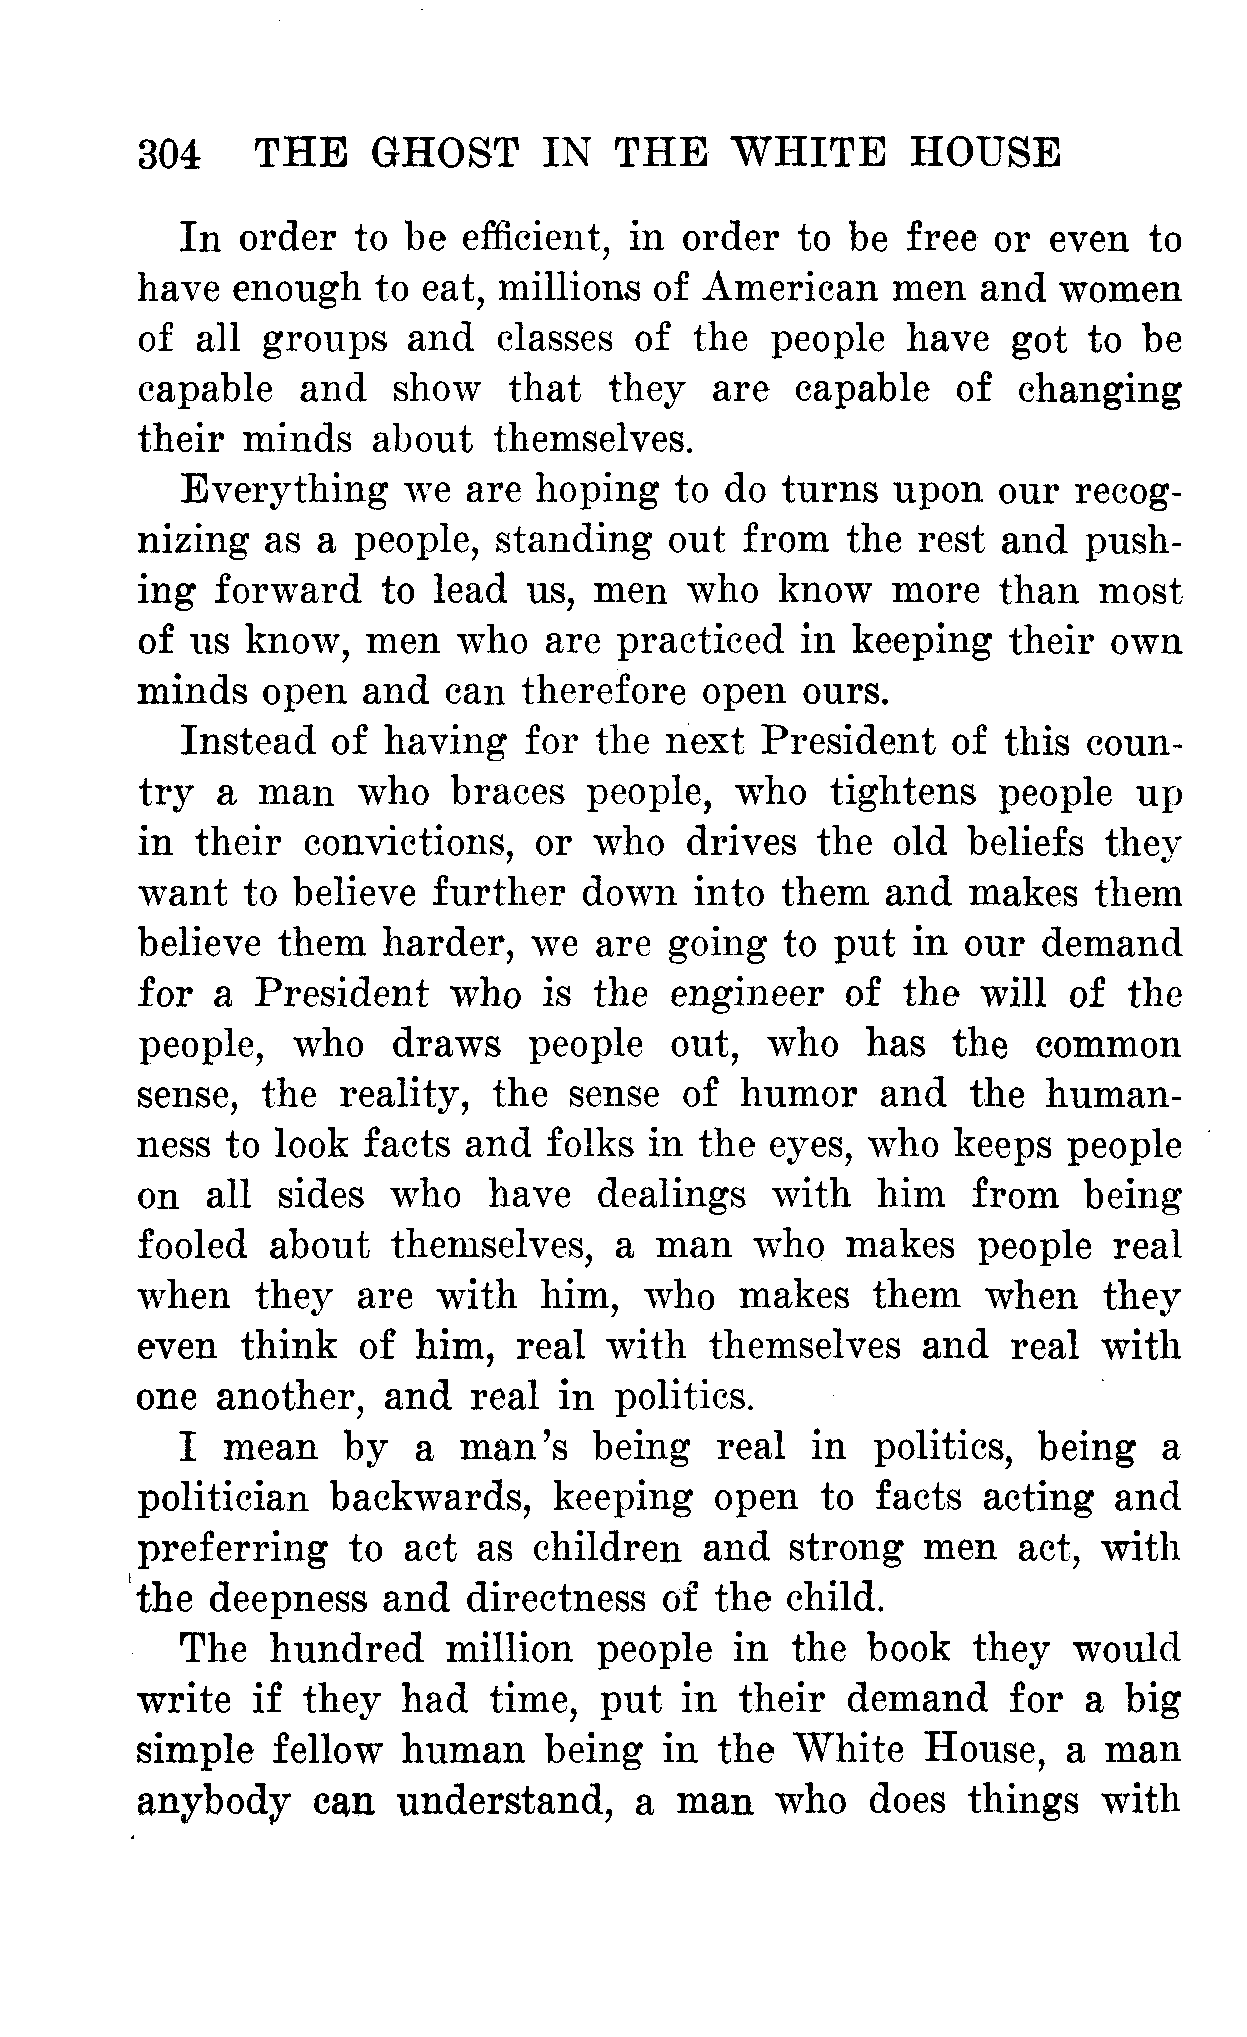 304 THE GHOST IN THE WHITE HOUSE
In order to be efficient, in order to be free or even to
have enough to eat, millions of American men and women
of all groups and classes of the people have got to be
capable and show that they are capable of changing
their minds about themselves.
Everything we are hoping to do turns upon our recog-
nizing as a people, standing out from the rest and push-
ing forward to lead us, men who know more than most
of us know, men who are practiced in keeping their own
minds open and can therefore open ours.
Instead of having for the next President of this coun-
try a man who braces people, who tightens people up
in their convictions, or who drives the old beliefs they
want to believe further down into them and makes them
believe them harder, we are going to put in our demand
for a President who is the engineer of the will of the
people, who draws people out, who has the common
sense, the reality, the sense of humor and the human-
ness to look facts and folks in the eyes, who keeps people
on all sides who have dealings with him from being
fooled about themselves, a man who makes people real
when they are with him, who makes them when they
even think of him, real with themselves and real with
one another, and real in politics.
I mean by a man's being real in politics, being a
politician backwards, keeping open to facts acting and
preferring to act as children and strong men act, with
the deepness and directness of the child.
The hundred million people in the book they would
write if they had time, put in their demand for a big
simple fellow human being in the White House, a man
anybody can understand, a man who does things with